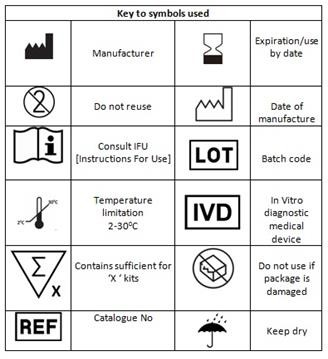 Key to symbols used
Manufacturer
Expiration/use
by date
2
Do not reuse
Date of
manufacture
i
Consult IFU
[Instructions For Use]
LOT
Batch code
30°C
2°C
Temperature
limitation
2-30°C
IVD
In Vitro
diagnostic
medical
device
Σ
X
Contains sufficient for
‘X ‘ kits
Do not use if
package is
damaged
REF
Catalogue No
Keep dry